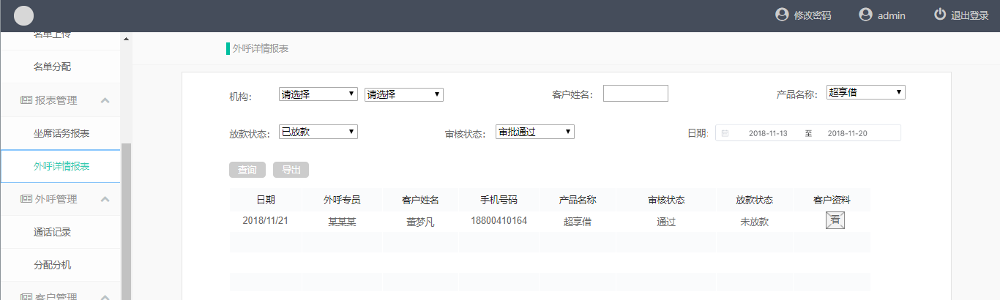 修改密码 admin 退出登录
名单上传
名单分配
报表管理
坐席话务报表
外呼详情报表
外呼管理
通话记录
分配分机
客户管理
外呼详情报表
机构： 请选择 请选择 客户姓名： 产品名称： 超享借
放款状态： 已放款 审核状态： 审批通过 日期： 2018-11-13 至 2018-11-20
查询 导出
日期 外呼专员 客户姓名 手机号码 产品名称 审核状态 放款状态 客户资料
2018/11/21 某某某 董梦凡 18800410164 超享借 通过 未放款 看